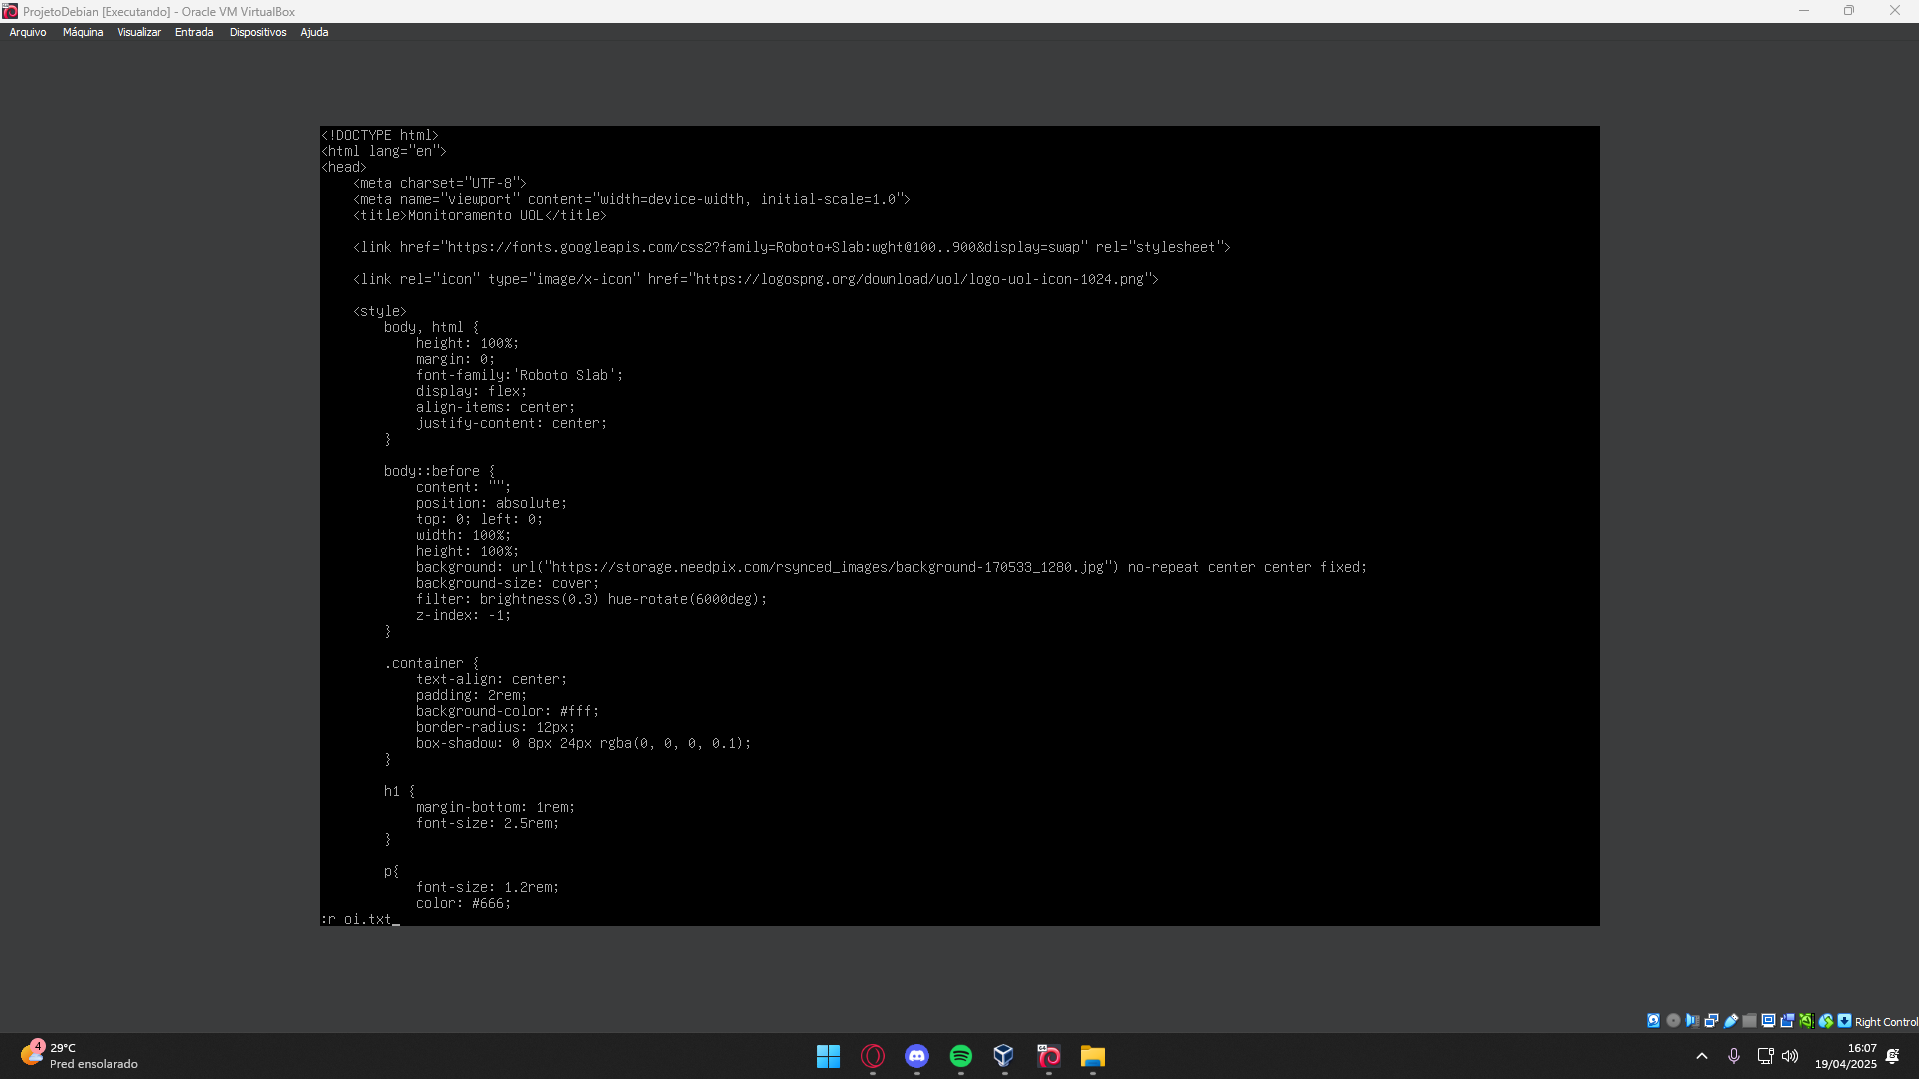 ProjetoDebian [Executando] - Oracle VM VirtualBox
Arquivo Máquina Visualizar Entrada Dispositivos Ajuda
<!DOCTYPE html>
<html lang="en">
<head>
    <meta charset="UTF-8">
    <meta name="viewport" content="width=device-width, initial-scale=1.0">
    <title>Monitoramento UOL</title>
    <link href="https://fonts.googleapis.com/css2?family=Roboto+Slab:wght@100..900&display=swap" rel="stylesheet">
    <link rel="icon" type="image/x-icon" href="https://logospng.org/download/uol/logo-uol-icon-1024.png">
    <style>
        body, html {
            height: 100%;
            margin: 0;
            font-family:'Roboto Slab';
            display: flex;
            align-items: center;
            justify-content: center;
        }
        body::before {
            content: "";
            position: absolute;
            top: 0; left: 0;
            width: 100%;
            height: 100%;
            background: url("https://storage.needpix.com/rsynced_images/background-170533_1280.jpg") no-repeat center center fixed;
            background-size: cover;
            filter: brightness(0.3) hue-rotate(6000deg);
            z-index: -1;
        }
        .container {
            text-align: center;
            padding: 2rem;
            background-color: #fff;
            border-radius: 12px;
            box-shadow: 0 8px 24px rgba(0, 0, 0, 0.1);
        }
        h1 {
            margin-bottom: 1rem;
            font-size: 2.5rem;
        }
        p{
            font-size: 1.2rem;
            color: #666;
:r oi.txt_
Right Control
4
29°C
Pred ensolarado
16:07
19/04/2025